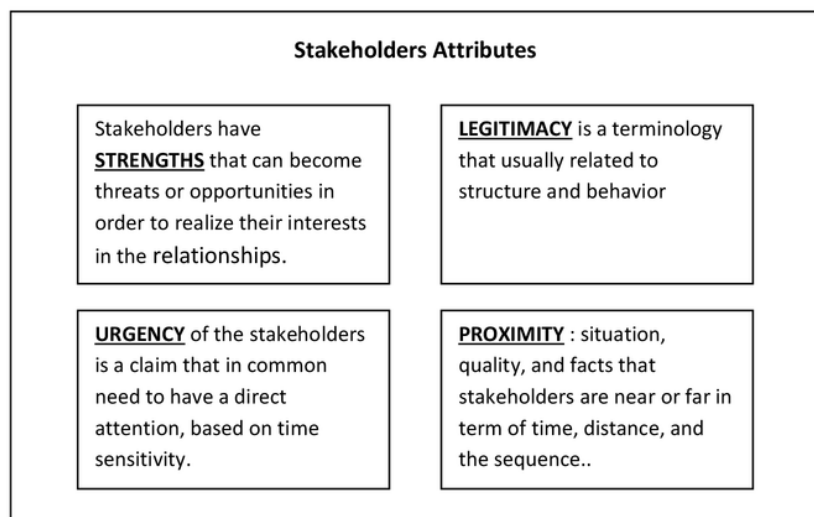 Stakeholders Attributes
Stakeholders have
STRENGTHS that can become
threats or opportunities in
order to realize their interests
in the relationships.
LEGITIMACY is a terminology
that usually related to
structure and behavior
URGENCY of the stakeholders
is a claim that in common
need to have a direct
attention, based on time
sensitivity.
PROXIMITY : situation,
quality, and facts that
stakeholders are near or far in
term of time, distance, and
the sequence..